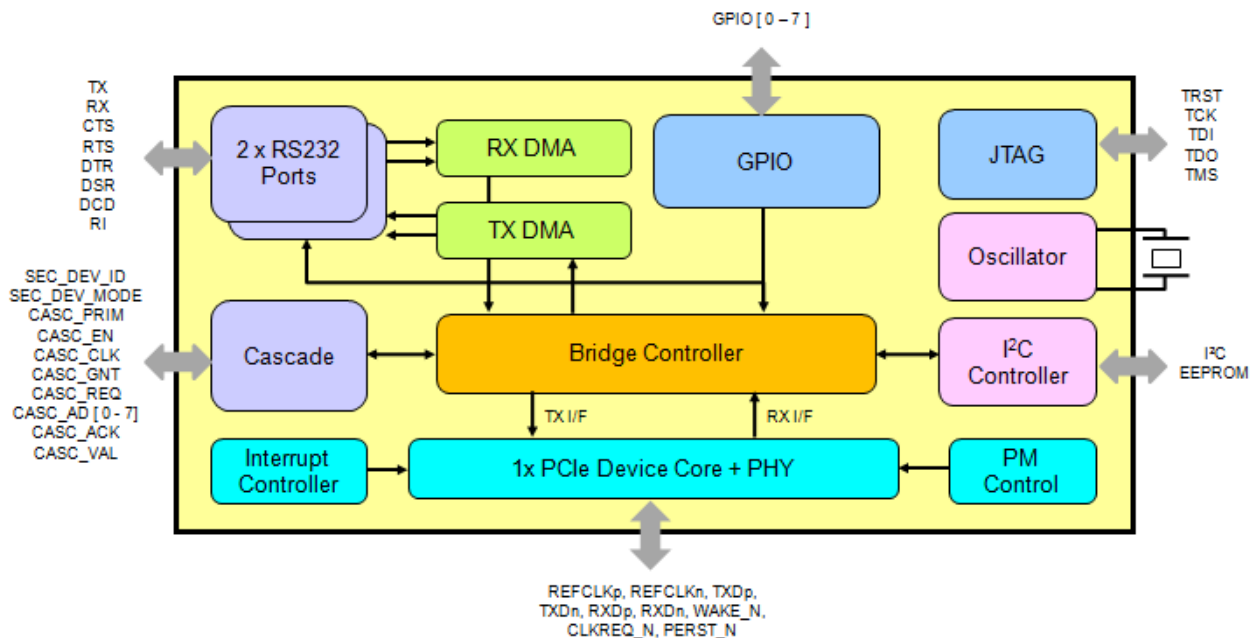 GPIO [ 0 – 7 ]
TX
RX
CTS
RTS
DTR
DSR
DCD
RI
2 x RS232
Ports
RX DMA
TX DMA
GPIO
JTAG
TRST
TCK
TDI
TDO
TMS
Oscillator
SEC_DEV_ID
SEC_DEV_MODE
CASC_PRIM
CASC_EN
CASC_CLK
CASC_GNT
CASC_REQ
CASC_AD [ 0 - 7]
CASC_ACK
CASC_VAL
Cascade
Bridge Controller
I²C
Controller
I²C
EEPROM
TX I/F
RX I/F
Interrupt
Controller
1x PCIe Device Core + PHY
PM
Control
REFCLKp, REFCLKn, TXDp,
TXDn, RXDp, RXDn, WAKE_N,
CLKREQ_N, PERST_N